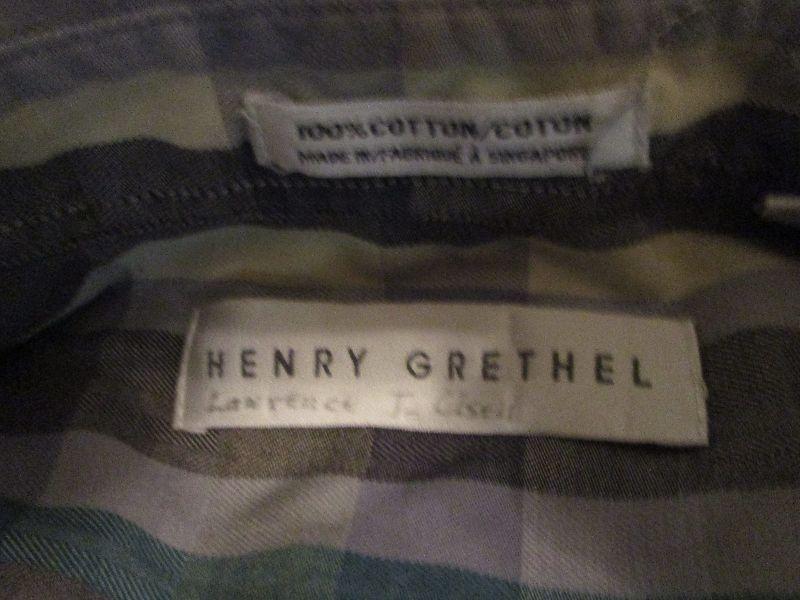 100% COTTON/COTON
MADE IN/FABRIQUÉ À SINGAPORE
HENRY GRETHEL
Lawrence T.